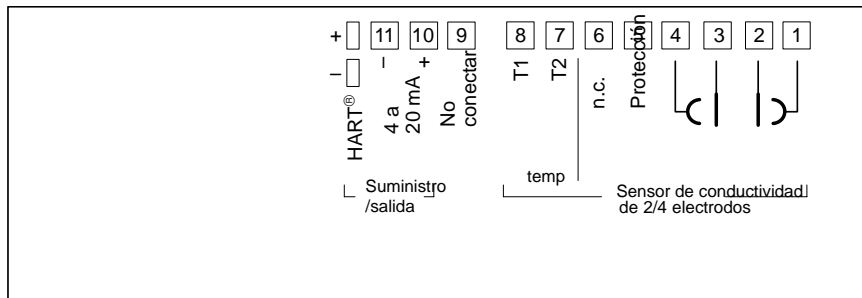 + 11 10 9 8 7 6 4 3 2 1
−
HART®
−
4 a
20 mA
+
No
conectar
T1
T2
n.c.
Protección
temp
Suministro
/salida
Sensor de conductividad
de 2/4 electrodos